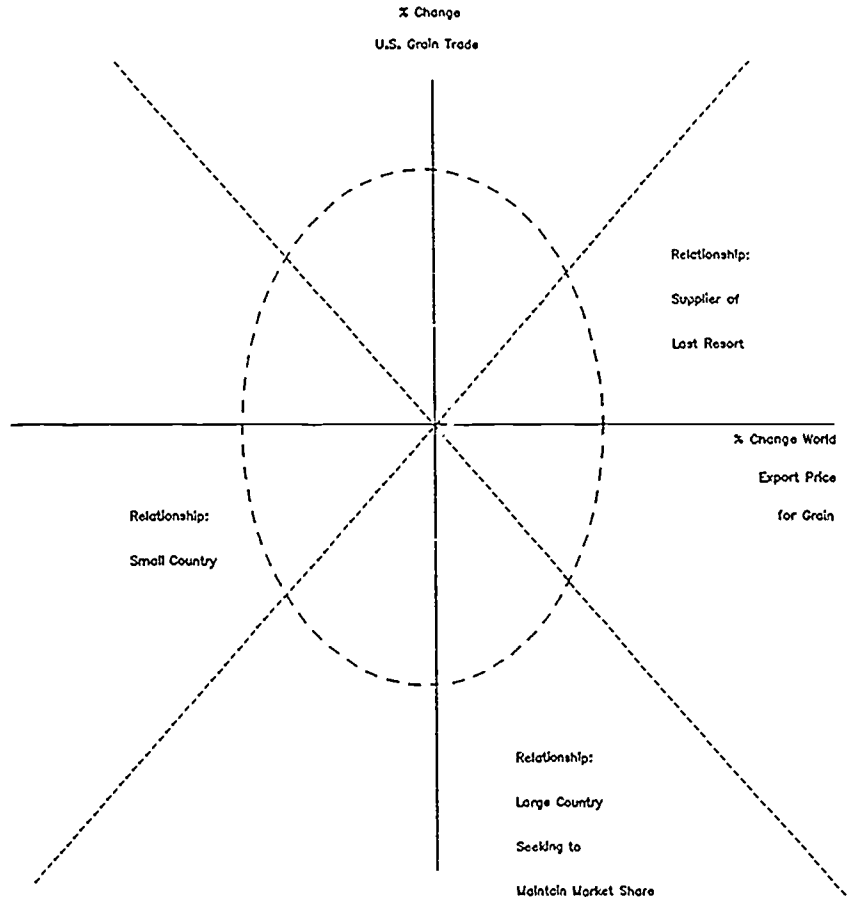 % Change
U.S. Grain Trade
Relationship:
Supplier of
Last Resort
% Change World
Export Price
for Grain
Relationship:
Small Country
Relationship:
Large Country
Seeking to
Maintain Market Share